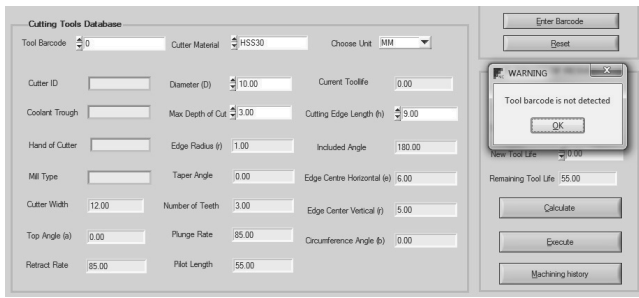 Cutting Tools Database
Tool Barcode 0 Cutter Material HSS30 Choose Unit MM
Cutter ID Diameter (D) 10.00 Current Toollife 0.00
Coolant Trough Max Depth of Cut 3.00 Cutting Edge Length (h) 9.00
Hand of Cutter Edge Radius (r) 1.00 Included Angle 180.00
Mill Type Taper Angle 0.00 Edge Centre Horizontal (e) 6.00
Cutter Width 12.00 Number of Teeth 3.00 Edge Center Vertical (r) 5.00
Top Angle (a) 0.00 Plunge Rate 85.00 Circumference Angle (b) 0.00
Retract Rate 85.00 Pilot Length 55.00
Enter Barcode
Reset
WARNING
Tool barcode is not detected
OK
New Tool Life 0.00
Remaining Tool Life 55.00
Calculate
Execute
Machining history